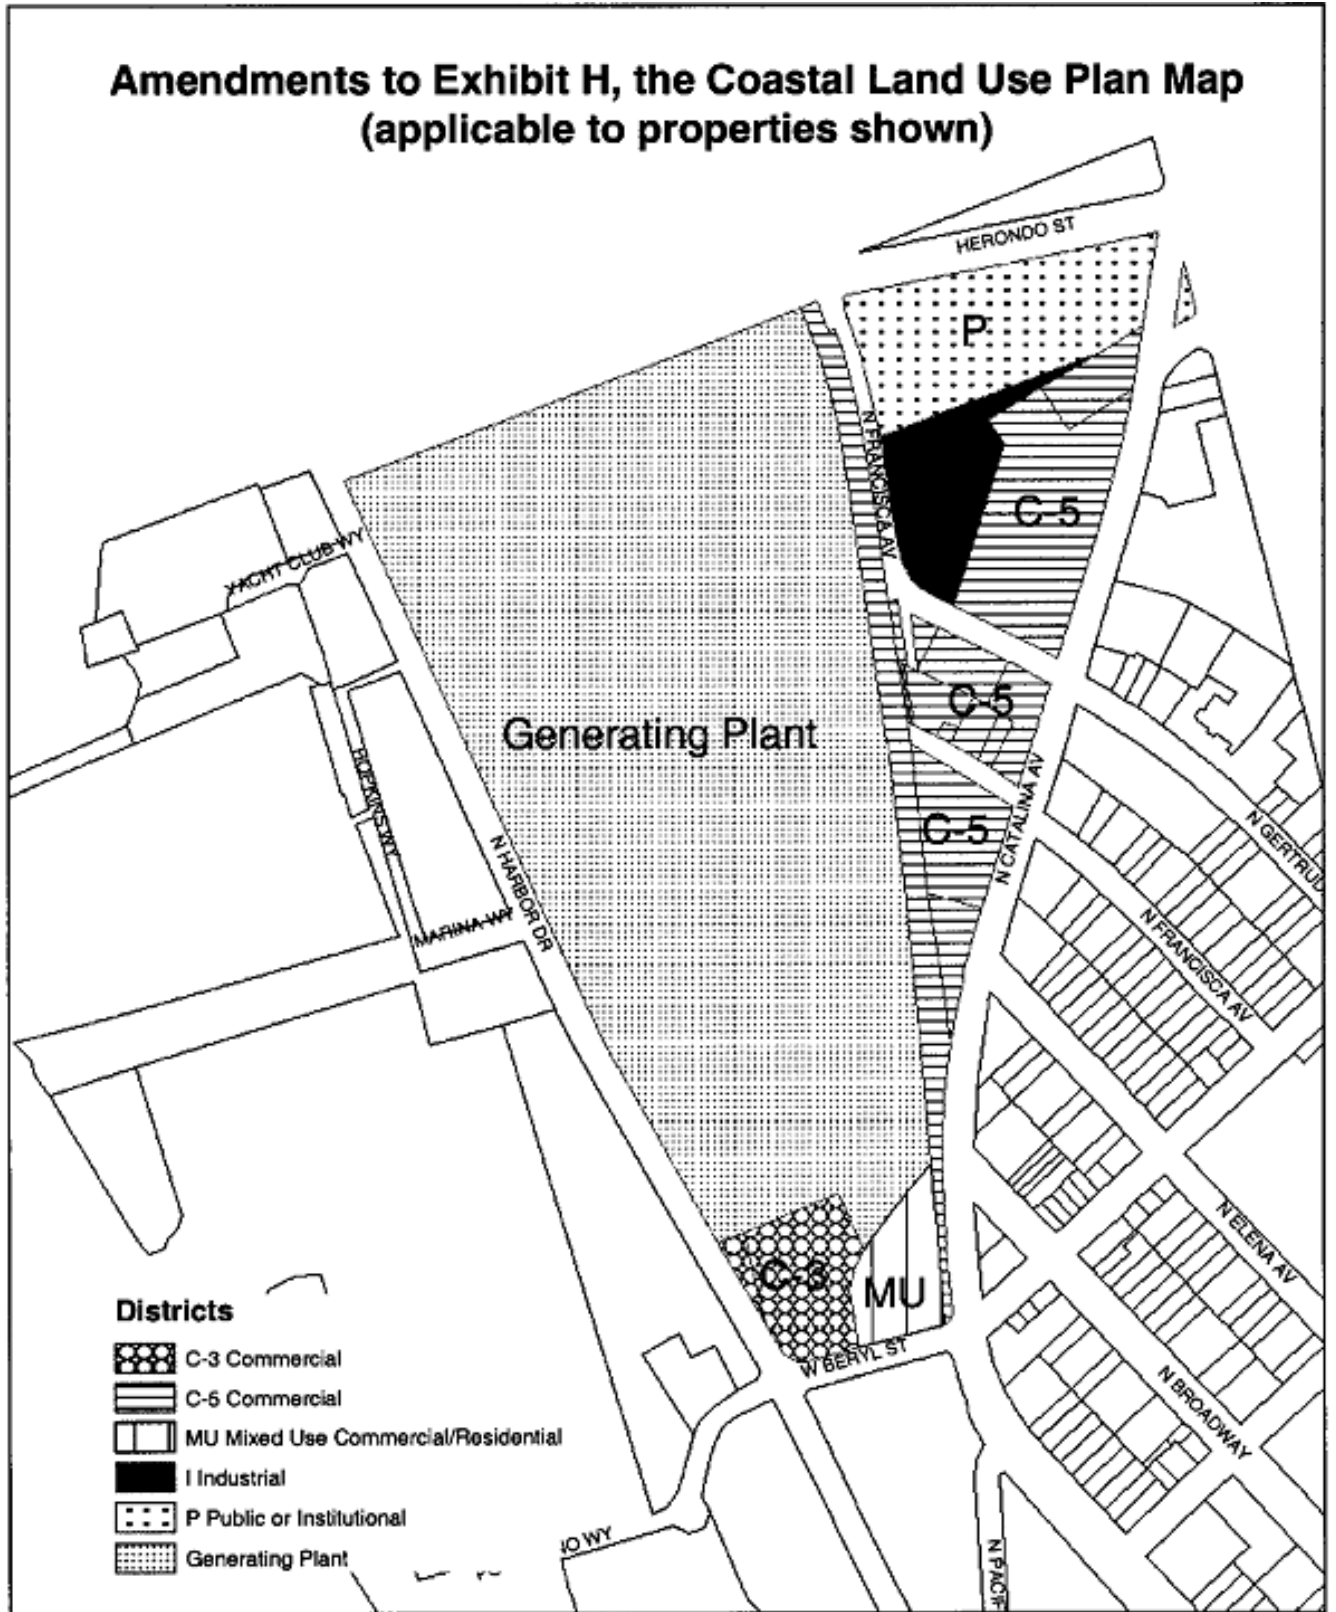 Amendments to Exhibit H, the Coastal Land Use Plan Map
(applicable to properties shown)
HERONDO ST
P
N FRANCISCA AV
C-5
YACHT CLUB WY
C-5
Generating Plant
HOPKINS WY
C-5
N CATALINA AV
N GERTRUD
N HARBOR DR
MARINA WY
N FRANCISCA AV
N ELENA AV
C-3
MU
W BERYL ST
N BROADWAY
Districts
C-3 Commercial
C-5 Commercial
MU Mixed Use Commercial/Residential
I Industrial
P Public or Institutional
Generating Plant
IO WY
N PACIF